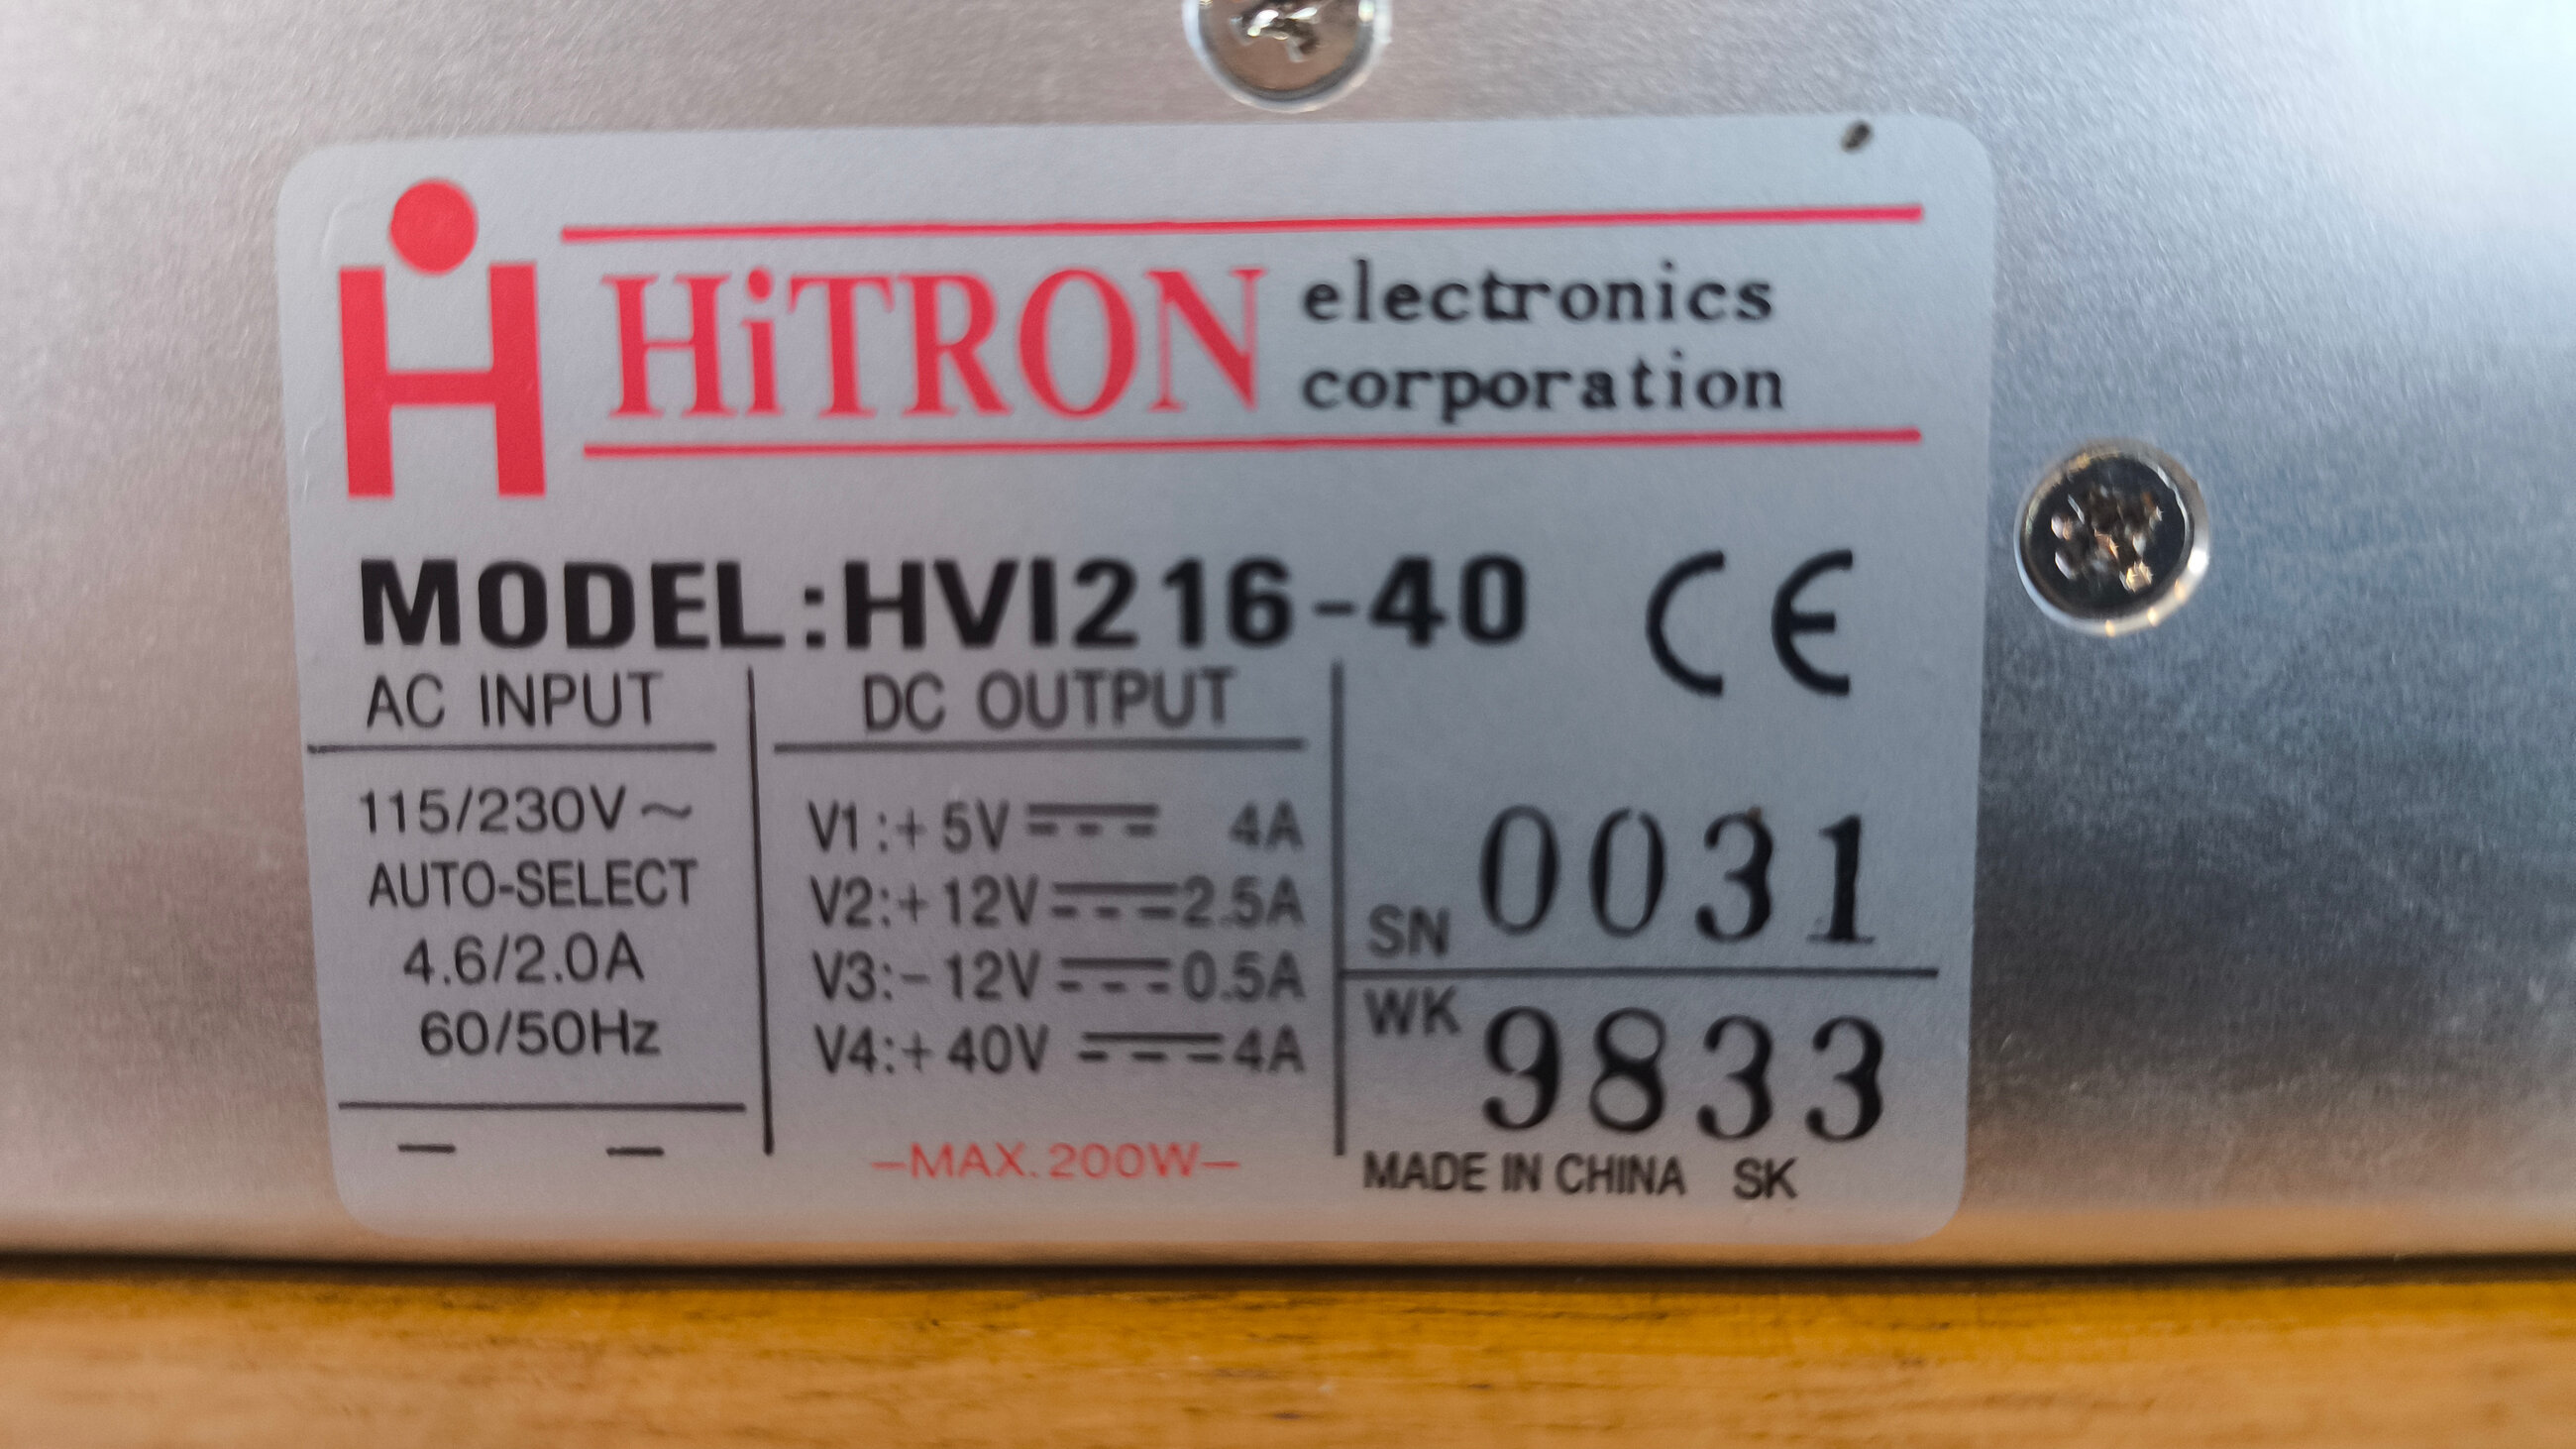 HiTRON electronics
corporation
MODEL:HVI216-40 CE
AC INPUT
115/230V~
AUTO-SELECT
4.6/2.0A
60/50Hz
— —
DC OUTPUT
V1:+5V ⎓ 4A
V2:+12V ⎓ 2.5A
V3:-12V ⎓ 0.5A
V4:+40V ⎓ 4A
—MAX.200W—
SN 0031
WK 9833
MADE IN CHINA SK